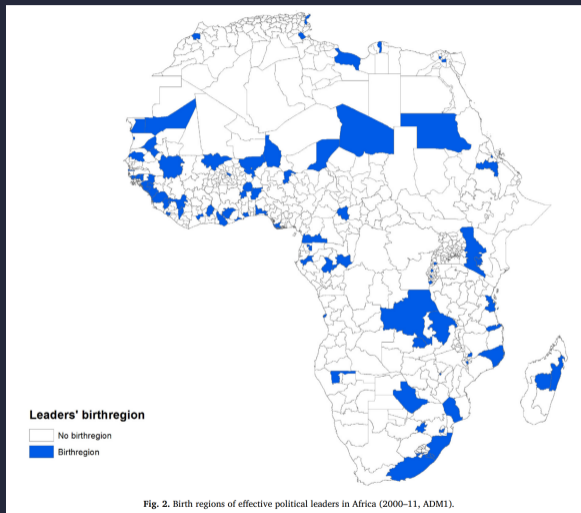 Leaders' birthregion
No birthregion
Birthregion
Fig. 2. Birth regions of effective political leaders in Africa (2000–11, ADM1).